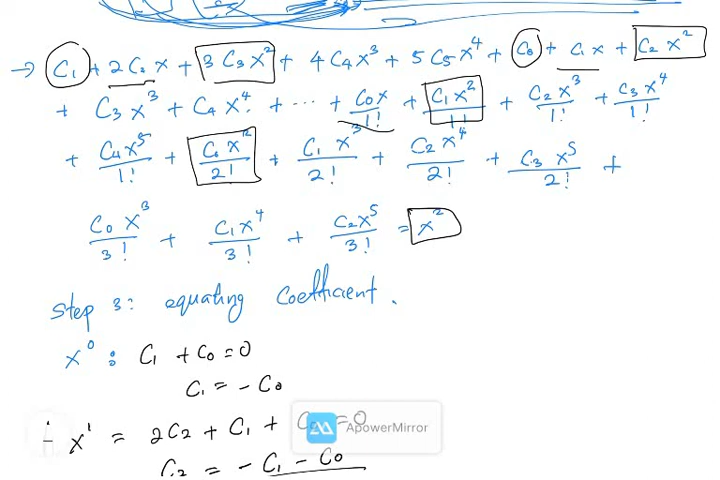 → C₁ + 2C₂x + 3C₃x² + 4C₄x³ + 5C₅x⁴ + C₀ + C₁x + C₂x²
+ C₃x³ + C₄x⁴ + ... + C₀x/1! + C₁x²/1! + C₂x³/1! + C₃x⁴/1!
+ C₄x⁵/1! + C₀x²/2! + C₁x³/2! + C₂x⁴/2! + C₃x⁵/2! +
C₀x³/3! + C₁x⁴/3! + C₂x⁵/3! = x²
Step 3: equating Coefficient.
x⁰ : C₁ + C₀ = 0
C₁ = - C₀
x¹ = 2C₂ + C₁ + = 0
ApowerMirror
C₂ = - C₁ - C₀